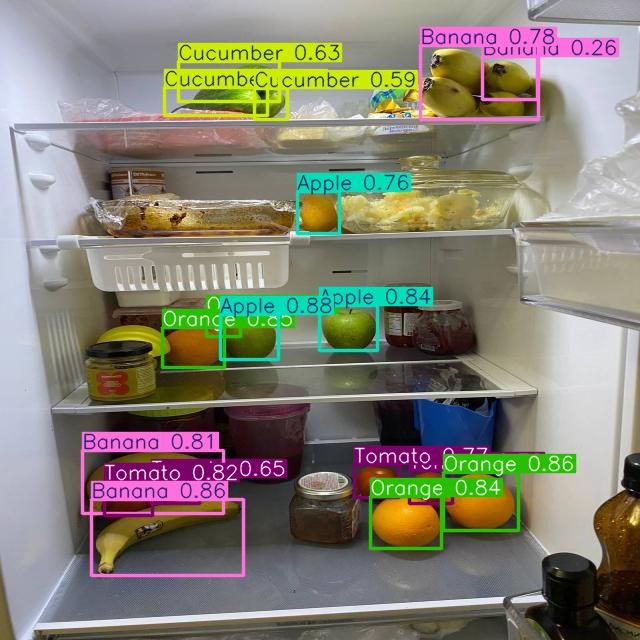 Banana 0.78
Banana 0.26
Cucumber 0.63
Cucumber 0.59
Apple 0.76
Apple 0.84
Apple 0.88
Orange 0.85
Banana 0.81
Tomato 0.77
Orange 0.86
Tomato 0.82
0.65
Banana 0.86
Orange 0.84